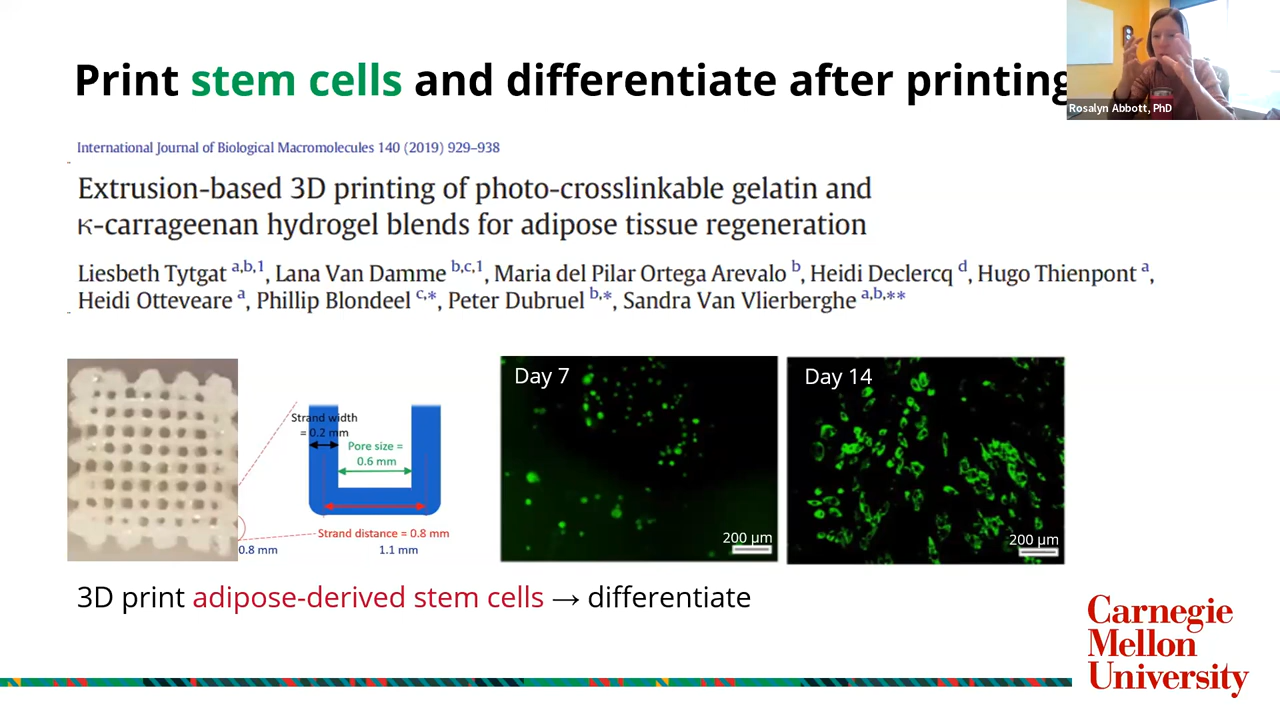 Print stem cells and differentiate after printing
Rosalyn Abbott, PhD
International Journal of Biological Macromolecules 140 (2019) 929–938
Extrusion-based 3D printing of photo-crosslinkable gelatin and
κ-carrageenan hydrogel blends for adipose tissue regeneration
Liesbeth Tytgat a,b,1, Lana Van Damme b,c,1, Maria del Pilar Ortega Arevalo b, Heidi Declercq d, Hugo Thienpont a,
Heidi Otteveare a, Phillip Blondeel c,*, Peter Dubruel b,*, Sandra Van Vlierberghe a,b,**
Strand width
= 0.2 mm
Pore size =
0.6 mm
Strand distance = 0.8 mm
0.8 mm
1.1 mm
Day 7
200 µm
Day 14
200 µm
3D print adipose-derived stem cells → differentiate
Carnegie
Mellon
University